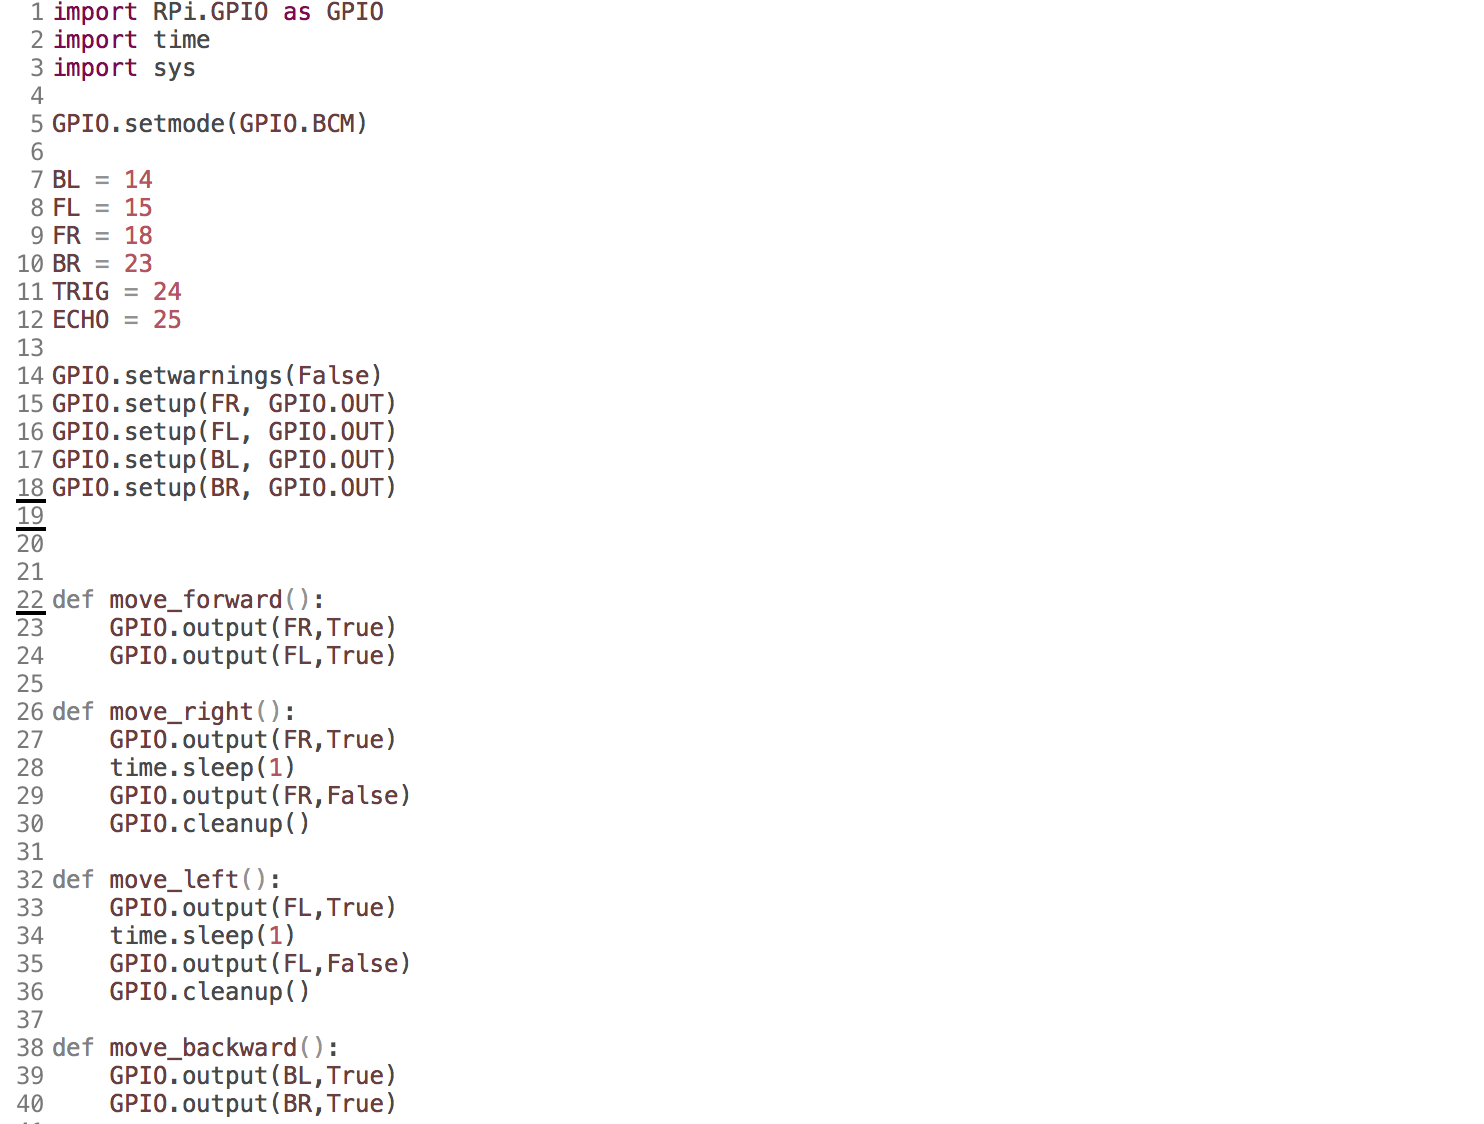 1 import RPi.GPIO as GPIO
2 import time
3 import sys
4
5 GPIO.setmode(GPIO.BCM)
6
7 BL = 14
8 FL = 15
9 FR = 18
10 BR = 23
11 TRIG = 24
12 ECHO = 25
13
14 GPIO.setwarnings(False)
15 GPIO.setup(FR, GPIO.OUT)
16 GPIO.setup(FL, GPIO.OUT)
17 GPIO.setup(BL, GPIO.OUT)
18 GPIO.setup(BR, GPIO.OUT)
19
20
21
22 def move_forward():
23     GPIO.output(FR,True)
24     GPIO.output(FL,True)
25
26 def move_right():
27     GPIO.output(FR,True)
28     time.sleep(1)
29     GPIO.output(FR,False)
30     GPIO.cleanup()
31
32 def move_left():
33     GPIO.output(FL,True)
34     time.sleep(1)
35     GPIO.output(FL,False)
36     GPIO.cleanup()
37
38 def move_backward():
39     GPIO.output(BL,True)
40     GPIO.output(BR,True)